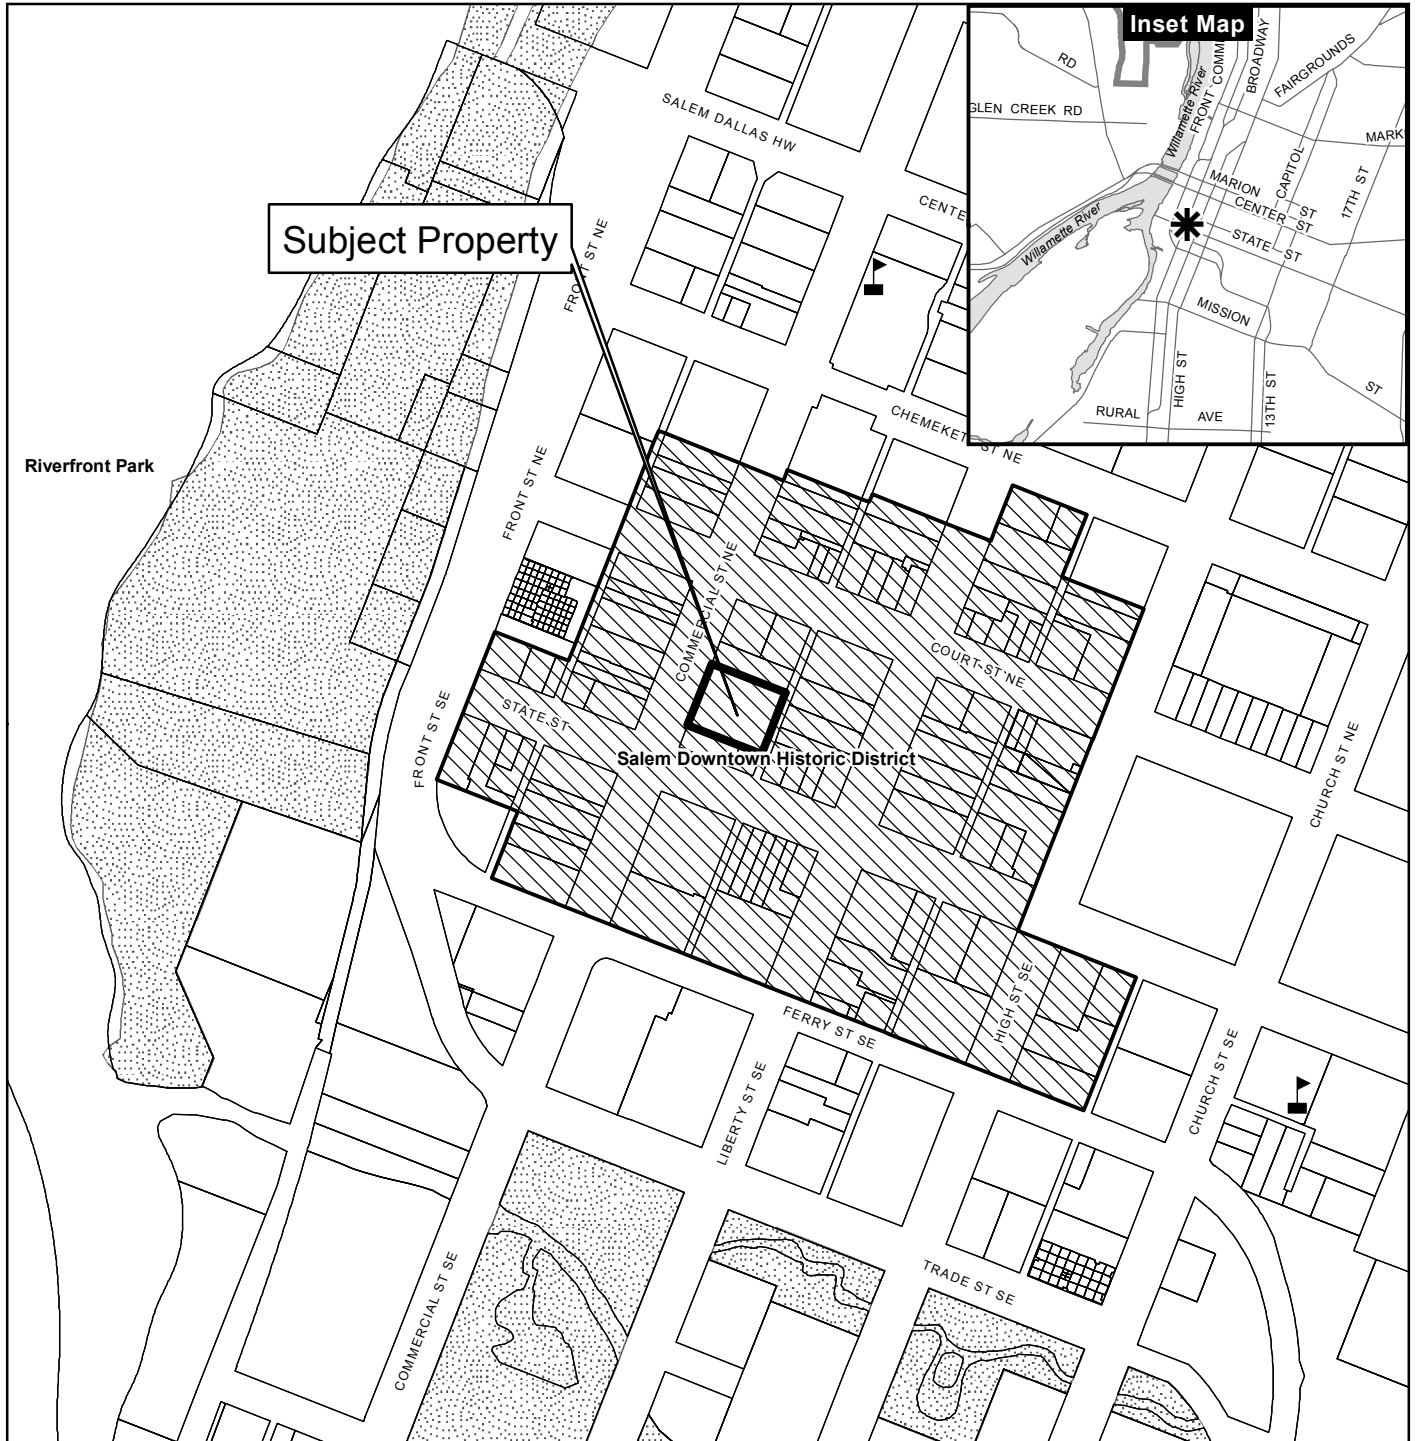 Inset Map
RD
GLEN CREEK RD
Willamette River
FRONT
COMM
BROADWAY
FAIRGROUNDS
MARK
CAPITOL
17TH ST
MARION
ST
CENTER
ST
STATE
ST
Willamette River
MISSION
ST
HIGH ST
13TH ST
RURAL
AVE
SALEM DALLAS HW
CENTE
Subject Property
FRONT ST NE
CHEMEKET
ST NE
Riverfront Park
FRONT ST NE
COMMERCIAL ST NE
COURT ST NE
STATE ST
FRONT ST SE
Salem Downtown Historic District
CHURCH ST NE
HIGH ST SE
FERRY ST SE
CHURCH ST SE
LIBERTY ST SE
TRADE ST SE
COMMERCIAL ST SE